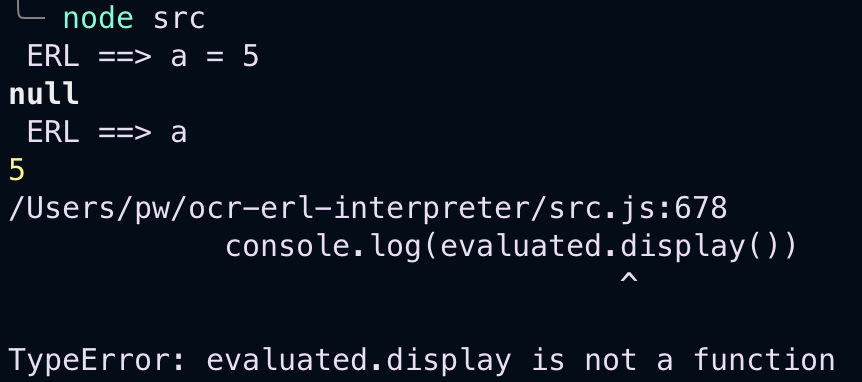 node src
ERL ==> a = 5
null
ERL ==> a
5
/Users/pw/ocr-erl-interpreter/src.js:678
console.log(evaluated.display())
^
TypeError: evaluated.display is not a function